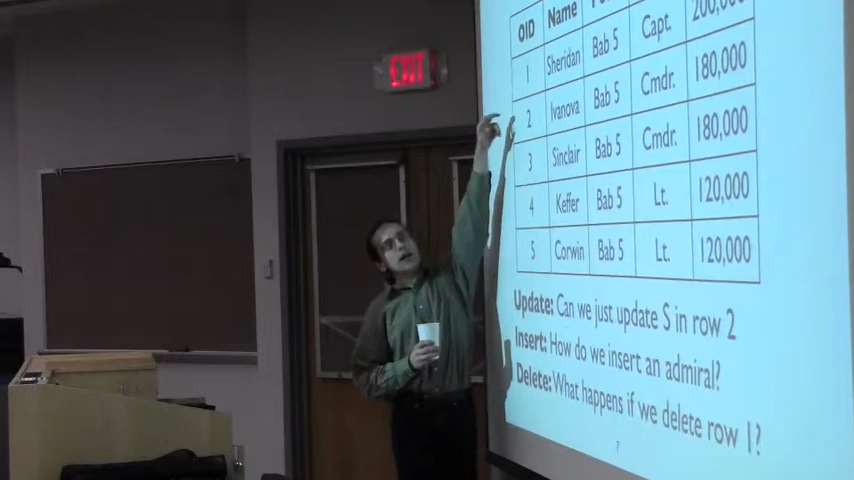 EXIT
OID Name
200,000
1 Sheridan Bab 5 Capt.
2 Ivanova Bab 5 Cmdr. 180,000
3 Sinclair Bab 5 Cmdr. 180,000
4 Keffer Bab 5 Lt. 120,000
5 Corwin Bab 5 Lt. 120,000
Update: Can we just update S in row 2
Insert: How do we insert an admiral?
Delete: What happens if we delete row 1?
7